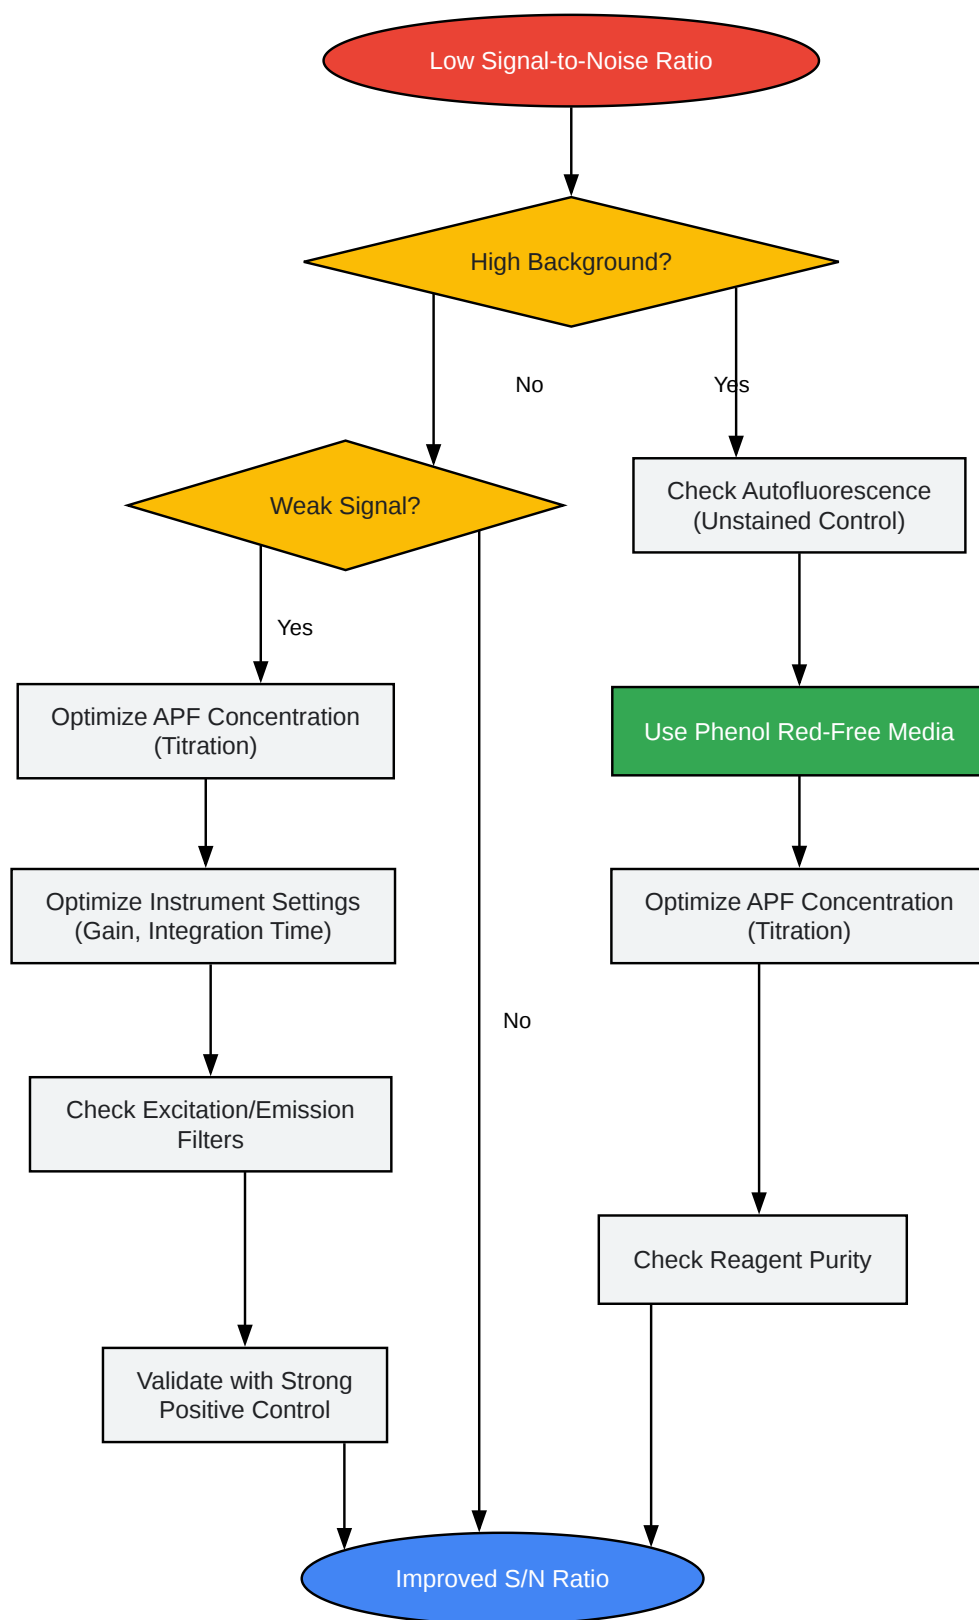 Low Signal-to-Noise Ratio
High Background?
No
Yes
Weak Signal?
Check Autofluorescence
(Unstained Control)
Yes
Optimize APF Concentration
(Titration)
Use Phenol Red-Free Media
Optimize Instrument Settings
(Gain, Integration Time)
Optimize APF Concentration
(Titration)
No
Check Excitation/Emission
Filters
Check Reagent Purity
Validate with Strong
Positive Control
Improved S/N Ratio